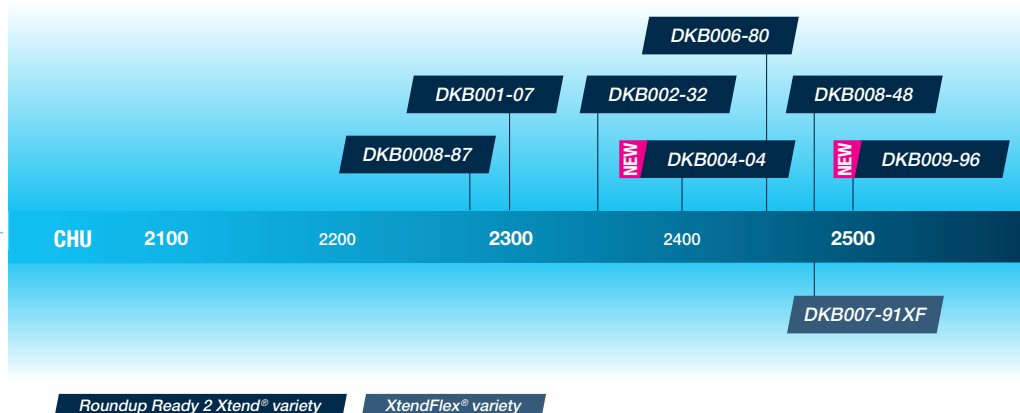 DKB006-80
DKB001-07
DKB002-32
DKB008-48
DKB0008-87
NEW DKB004-04
NEW DKB009-96
CHU 2100 2200 2300 2400 2500
DKB007-91XF
Roundup Ready 2 Xtend® variety
XtendFlex® variety